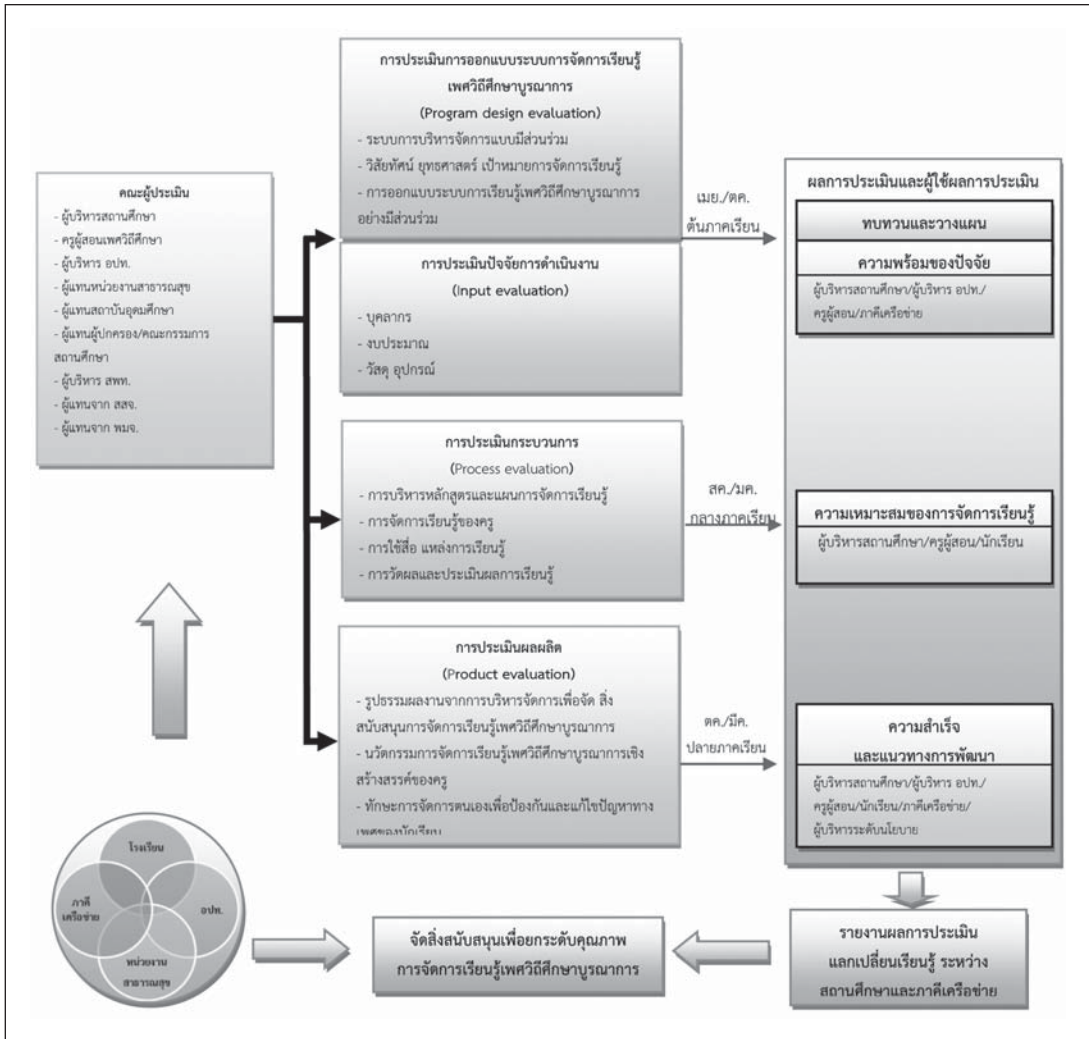 คณะผู้ประเมิน
- ผู้บริหารสถานศึกษา
- ครูผู้สอนเพศวิถีศึกษา
- ผู้บริหาร อปท.
- ผู้แทนหน่วยงานสาธารณสุข
- ผู้แทนสถาบันอุดมศึกษา
- ผู้แทนผู้ปกครอง/คณะกรรมการ
สถานศึกษา
- ผู้บริหาร สพท.
- ผู้แทนจาก สสจ.
- ผู้แทนจาก พมจ.
การประเมินการออกแบบระบบการจัดการเรียนรู้
เพศวิถีศึกษาบูรณาการ
(Program design evaluation)
- ระบบการบริหารจัดการแบบมีส่วนร่วม
- วิสัยทัศน์ ยุทธศาสตร์ เป้าหมายการจัดการเรียนรู้
- การออกแบบระบบการเรียนรู้เพศวิถีศึกษาบูรณาการ
อย่างมีส่วนร่วม
การประเมินปัจจัยการดำเนินงาน
(Input evaluation)
- บุคลากร
- งบประมาณ
- วัสดุ อุปกรณ์
การประเมินกระบวนการ
(Process evaluation)
- การบริหารหลักสูตรและแผนการจัดการเรียนรู้
- การจัดการเรียนรู้ของครู
- การใช้สื่อ แหล่งการเรียนรู้
- การวัดผลและประเมินผลการเรียนรู้
การประเมินผลผลิต
(Product evaluation)
- รูปธรรมผลงานจากการบริหารจัดการเพื่อจัด สิ่ง
สนับสนุนการจัดการเรียนรู้เพศวิถีศึกษาบูรณาการ
- นวัตกรรมการจัดการเรียนรู้เพศวิถีศึกษาบูรณาการเชิง
สร้างสรรค์ของครู
- ทักษะการจัดการตนเองเพื่อป้องกันและแก้ไขปัญหาทาง
เพศของนักเรียน
เมย./ตค.
ต้นภาคเรียน
สค./มค.
กลางภาคเรียน
ตค./มีค.
ปลายภาคเรียน
ผลการประเมินและผู้ใช้ผลการประเมิน
ทบทวนและวางแผน
ความพร้อมของปัจจัย
ผู้บริหารสถานศึกษา/ผู้บริหาร อปท./
ครูผู้สอน/ภาคีเครือข่าย
ความเหมาะสมของการจัดการเรียนรู้
ผู้บริหารสถานศึกษา/ครูผู้สอน/นักเรียน
ความสำเร็จ
และแนวทางการพัฒนา
ผู้บริหารสถานศึกษา/ผู้บริหาร อปท./
ครูผู้สอน/นักเรียน/ภาคีเครือข่าย/
ผู้บริหารระดับนโยบาย
โรงเรียน
ภาคี
เครือข่าย
อปท.
หน่วยงาน
สาธารณสุข
จัดสิ่งสนับสนุนเพื่อยกระดับคุณภาพ
การจัดการเรียนรู้เพศวิถีศึกษาบูรณาการ
รายงานผลการประเมิน
แลกเปลี่ยนเรียนรู้ ระหว่าง
สถานศึกษาและภาคีเครือข่าย